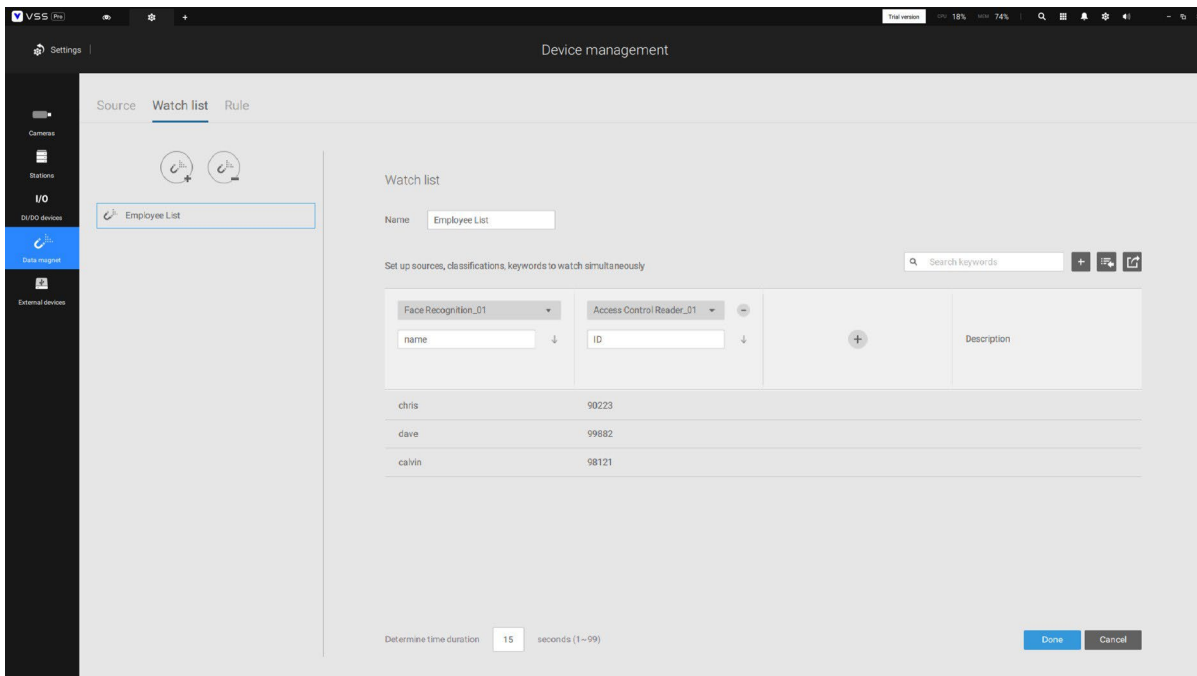 VSS Pro
Trial version CPU 18% MEM 74%
Settings
Device management
Cameras
Stations
I/O
DI/DO devices
Data magnet
External devices
Source Watch list Rule
Employee List
Watch list
Name Employee List
Set up sources, classifications, keywords to watch simultaneously
Search keywords
Face Recognition_01 Access Control Reader_01
name ID Description
chris 90223
dave 99882
calvin 98121
Determine time duration 15 seconds (1~99)
Done Cancel